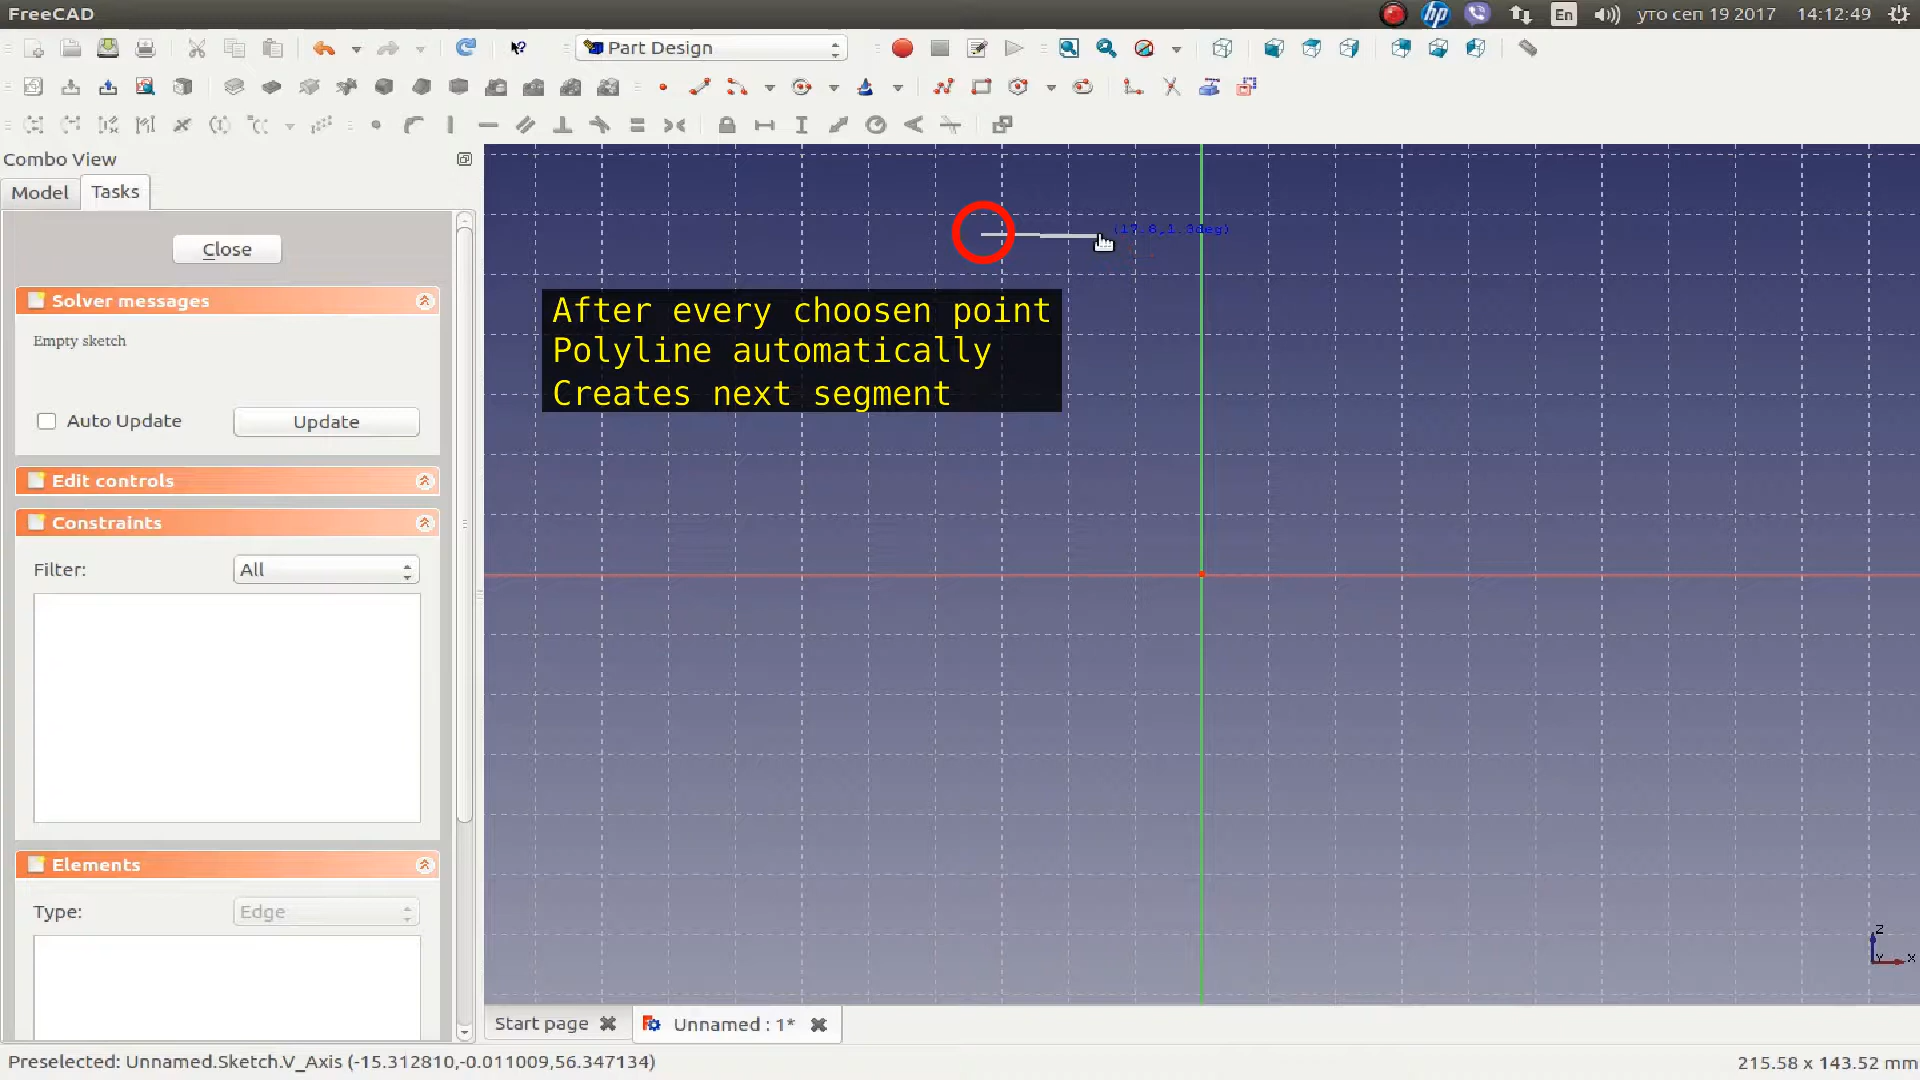 FreeCAD
En
уто сеп 19 2017 14:12:49
Part Design
Combo View
Model
Tasks
Close
Solver messages
Empty sketch
Auto Update
Update
Edit controls
Constraints
Filter:
All
Elements
Type:
Edge
After every choosen point
Polyline automatically
Creates next segment
Z
Y
X
Start page
Unnamed : 1*
Preselected: Unnamed.Sketch.V_Axis (-15.312810,-0.011009,56.347134)
215.58 x 143.52 mm
hp